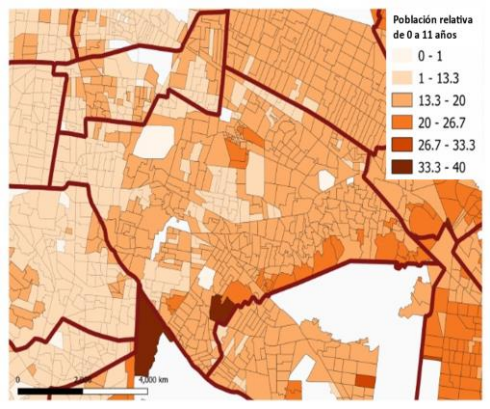 Población relativa
de 0 a 11 años
0 - 1
1 - 13.3
13.3 - 20
20 - 26.7
26.7 - 33.3
33.3 - 40
0 4,000 km